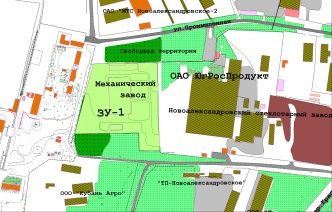 ОАО "МТС Новоалександровское-2
ул.Промышленная
Свободная территория
ОАО ЮгРосПродукт
Механический
завод
Новоалександровский стеклотарный завод
ЗУ-1
"ТП-Новоалександровское"
ООО "Кубань Агро"